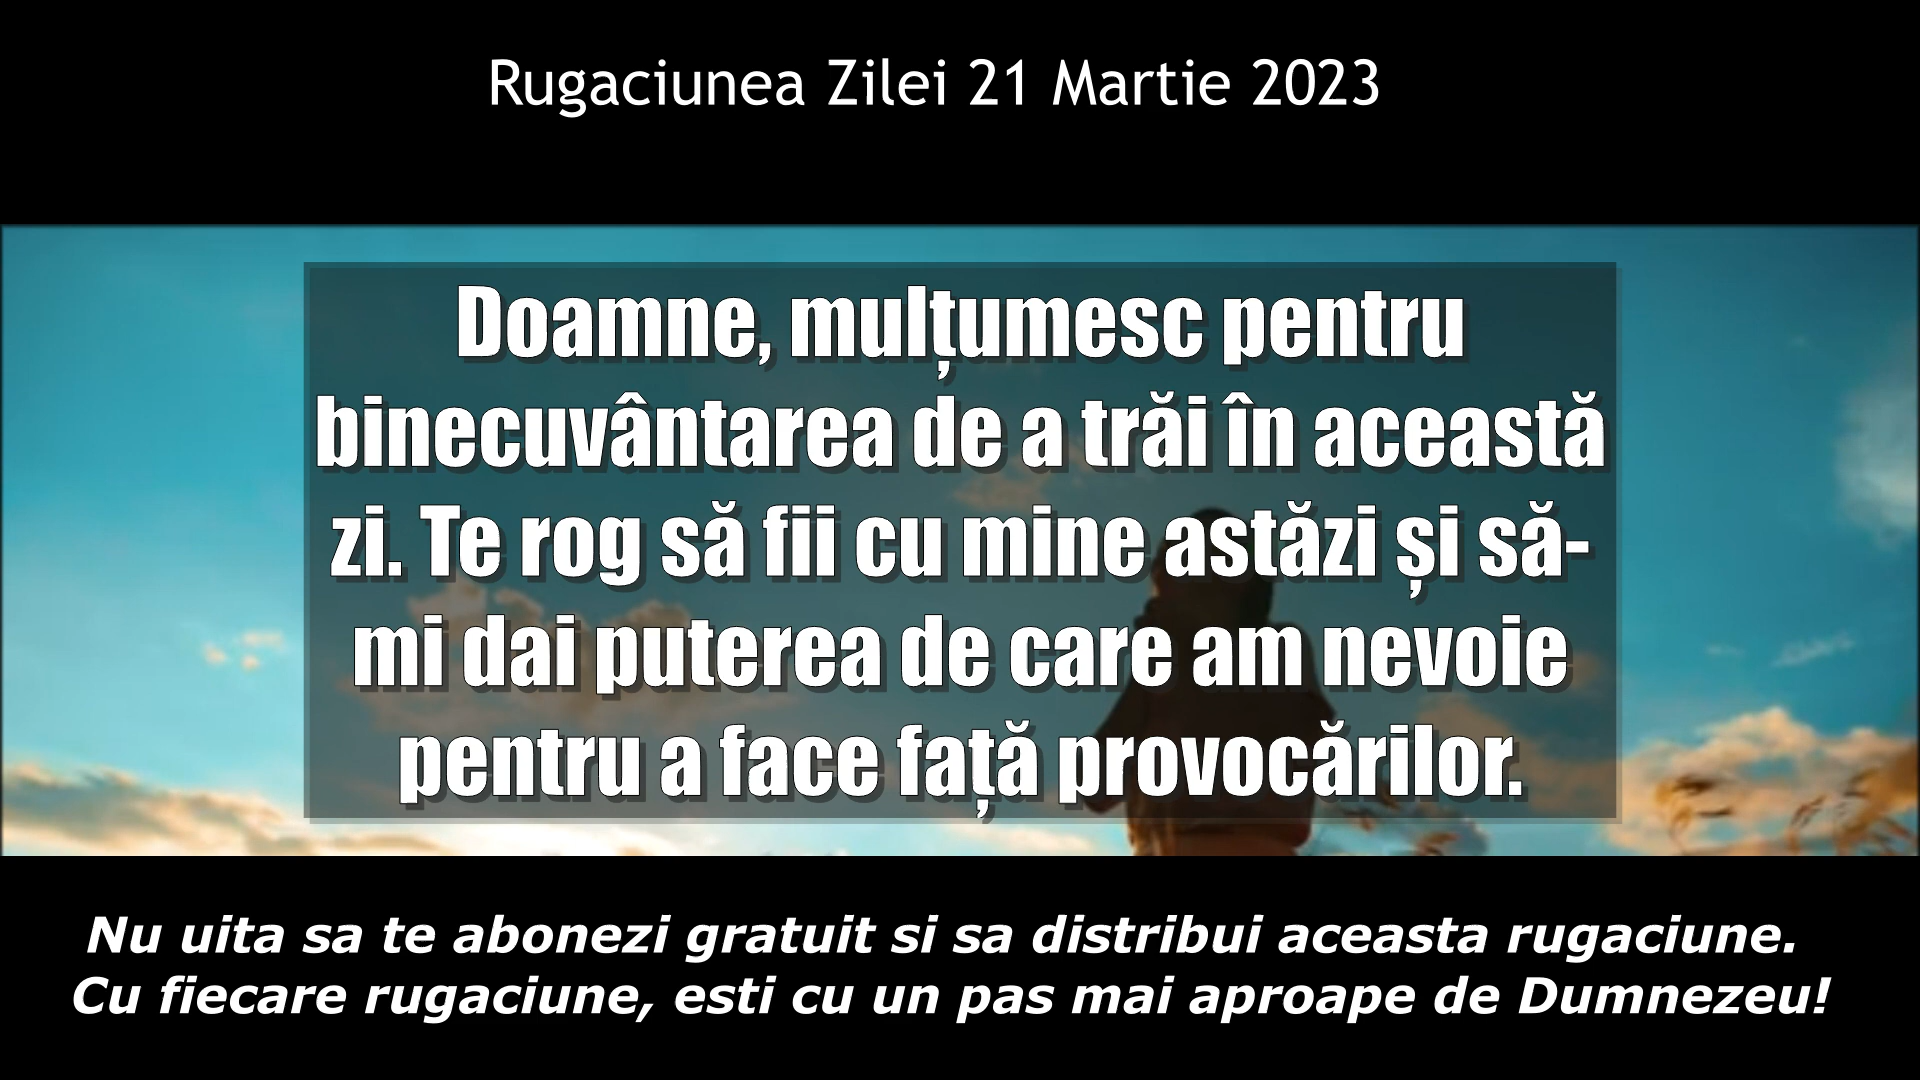 Rugaciunea Zilei 21 Martie 2023
Doamne, mulțumesc pentru
binecuvântarea de a trăi în această
zi. Te rog să fii cu mine astăzi și să-
mi dai puterea de care am nevoie
pentru a face față provocărilor.
Nu uita sa te abonezi gratuit si sa distribui aceasta rugaciune.
Cu fiecare rugaciune, esti cu un pas mai aproape de Dumnezeu!